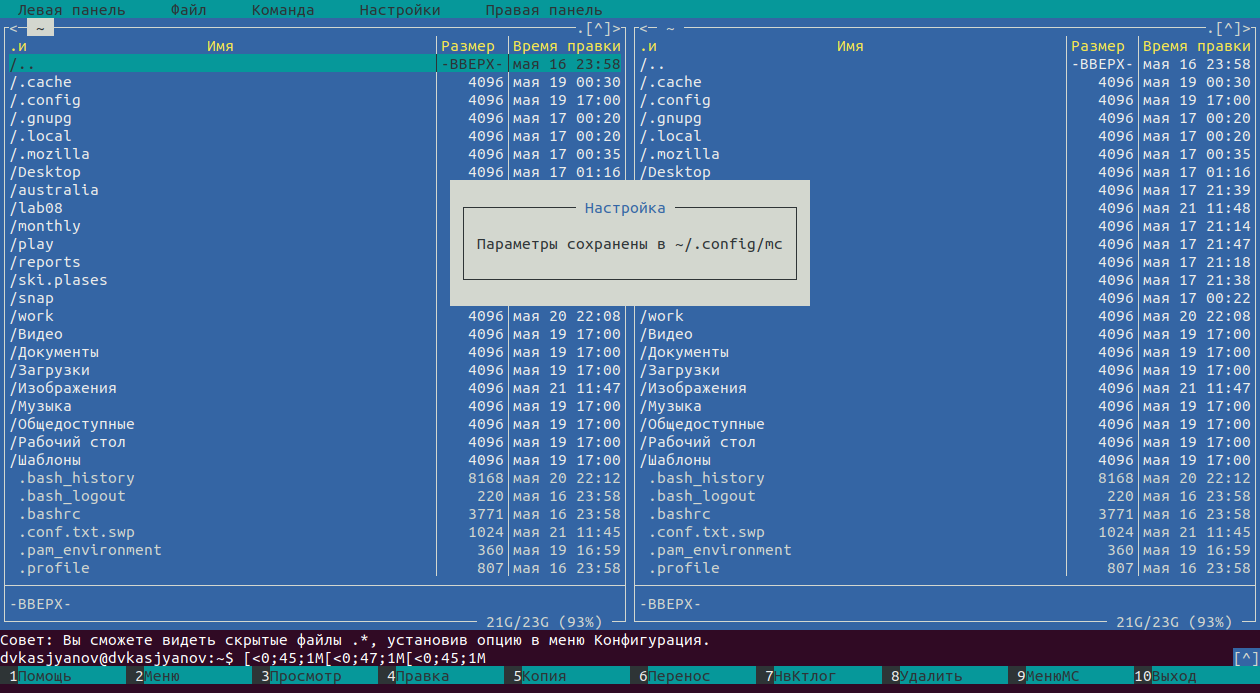 Левая панель Файл Команда Настройки Правая панель
<─ ~ .[^]> <─ ~ .[^]>
.и Имя Размер Время правки .и Имя Размер Время правки
/.. -ВВЕРХ- мая 16 23:58 /.. -ВВЕРХ- мая 16 23:58
/.cache 4096 мая 19 00:30 /.cache 4096 мая 19 00:30
/.config 4096 мая 19 17:00 /.config 4096 мая 19 17:00
/.gnupg 4096 мая 17 00:20 /.gnupg 4096 мая 17 00:20
/.local 4096 мая 17 00:20 /.local 4096 мая 17 00:20
/.mozilla 4096 мая 17 00:35 /.mozilla 4096 мая 17 00:35
/Desktop 4096 мая 17 01:16 /Desktop 4096 мая 17 01:16
/australia 4096 мая 17 21:39
/lab08 Настройка 4096 мая 21 11:48
/monthly 4096 мая 17 21:14
/play Параметры сохранены в ~/.config/mc 4096 мая 17 21:47
/reports 4096 мая 17 21:18
/ski.plases 4096 мая 17 21:38
/snap 4096 мая 17 00:22
/work 4096 мая 20 22:08 /work 4096 мая 20 22:08
/Видео 4096 мая 19 17:00 /Видео 4096 мая 19 17:00
/Документы 4096 мая 19 17:00 /Документы 4096 мая 19 17:00
/Загрузки 4096 мая 19 17:00 /Загрузки 4096 мая 19 17:00
/Изображения 4096 мая 21 11:47 /Изображения 4096 мая 21 11:47
/Музыка 4096 мая 19 17:00 /Музыка 4096 мая 19 17:00
/Общедоступные 4096 мая 19 17:00 /Общедоступные 4096 мая 19 17:00
/Рабочий стол 4096 мая 19 17:00 /Рабочий стол 4096 мая 19 17:00
/Шаблоны 4096 мая 19 17:00 /Шаблоны 4096 мая 19 17:00
.bash_history 8168 мая 20 22:12 .bash_history 8168 мая 20 22:12
.bash_logout 220 мая 16 23:58 .bash_logout 220 мая 16 23:58
.bashrc 3771 мая 16 23:58 .bashrc 3771 мая 16 23:58
.conf.txt.swp 1024 мая 21 11:45 .conf.txt.swp 1024 мая 21 11:45
.pam_environment 360 мая 19 16:59 .pam_environment 360 мая 19 16:59
.profile 807 мая 16 23:58 .profile 807 мая 16 23:58
-ВВЕРХ- -ВВЕРХ-
21G/23G (93%) 21G/23G (93%)
Совет: Вы сможете видеть скрытые файлы .*, установив опцию в меню Конфигурация.
dvkasjyanov@dvkasjyanov:~$ [<0;45;1M[<0;47;1M[<0;45;1M [^]
1Помощь 2Меню 3Просмотр 4Правка 5Копия 6Перенос 7НвКтлог 8Удалить 9МенюМС 10Выход